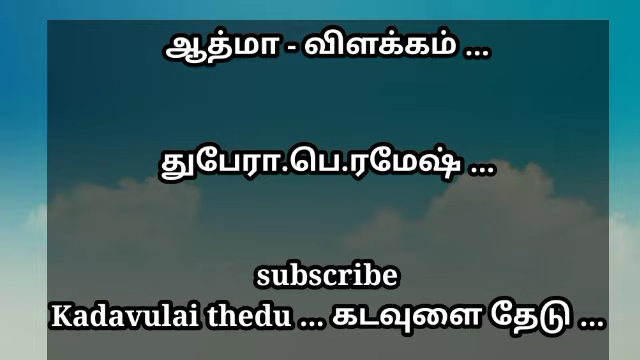 ஆத்மா - விளக்கம் ...
துபேரா.பெ.ரமேஷ் ...
subscribe
Kadavulai thedu ... கடவுளை தேடு ...